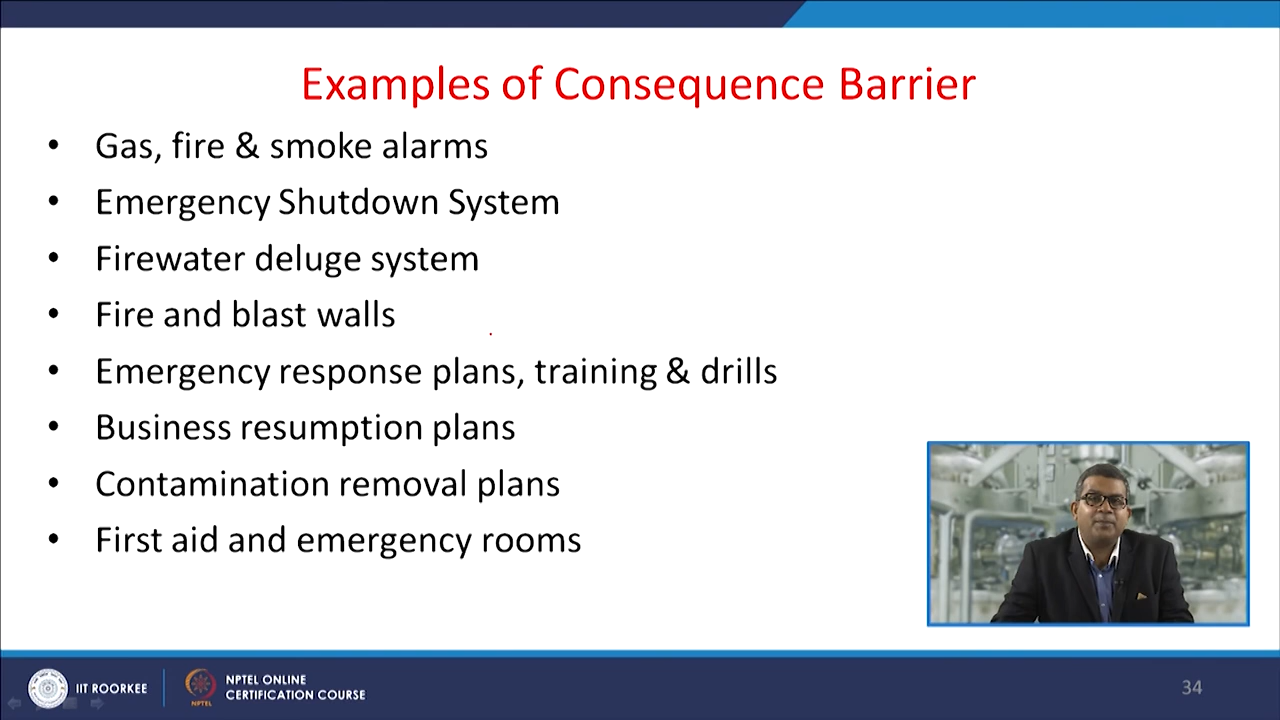 Examples of Consequence Barrier
• Gas, fire & smoke alarms
• Emergency Shutdown System
• Firewater deluge system
• Fire and blast walls
• Emergency response plans, training & drills
• Business resumption plans
• Contamination removal plans
• First aid and emergency rooms
IIT ROORKEE
NPTEL
NPTEL ONLINE
CERTIFICATION COURSE
34